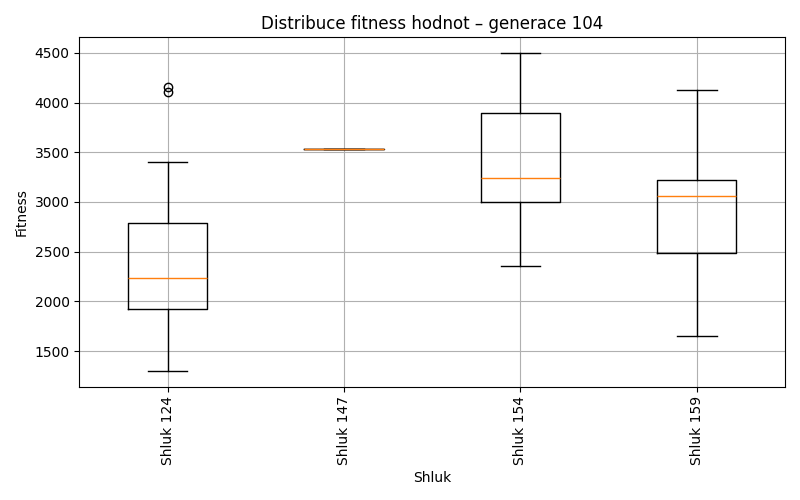 Distribuce fitness hodnot – generace 104
Fitness
4500
4000
3500
3000
2500
2000
1500
Shluk 124
Shluk 147
Shluk 154
Shluk 159
Shluk